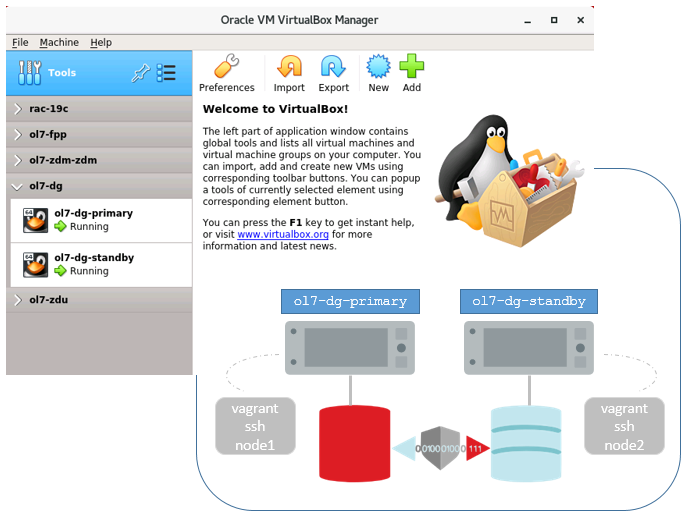 Oracle VM VirtualBox Manager
File Machine Help
Tools
Preferences Import Export New Add
rac-19c
ol7-fpp
ol7-zdm-zdm
ol7-dg
64
ol7-dg-primary
Running
64
ol7-dg-standby
Running
ol7-zdu
Welcome to VirtualBox!
The left part of application window contains
global tools and lists all virtual machines and
virtual machine groups on your computer. You
can import, add and create new VMs using
corresponding toolbar buttons. You can popup
a tools of currently selected element using
corresponding element button.
You can press the F1 key to get instant help,
or visit www.virtualbox.org for more
information and latest news.
ol7-dg-primary
ol7-dg-standby
vagrant
ssh
node1
vagrant
ssh
node2
111